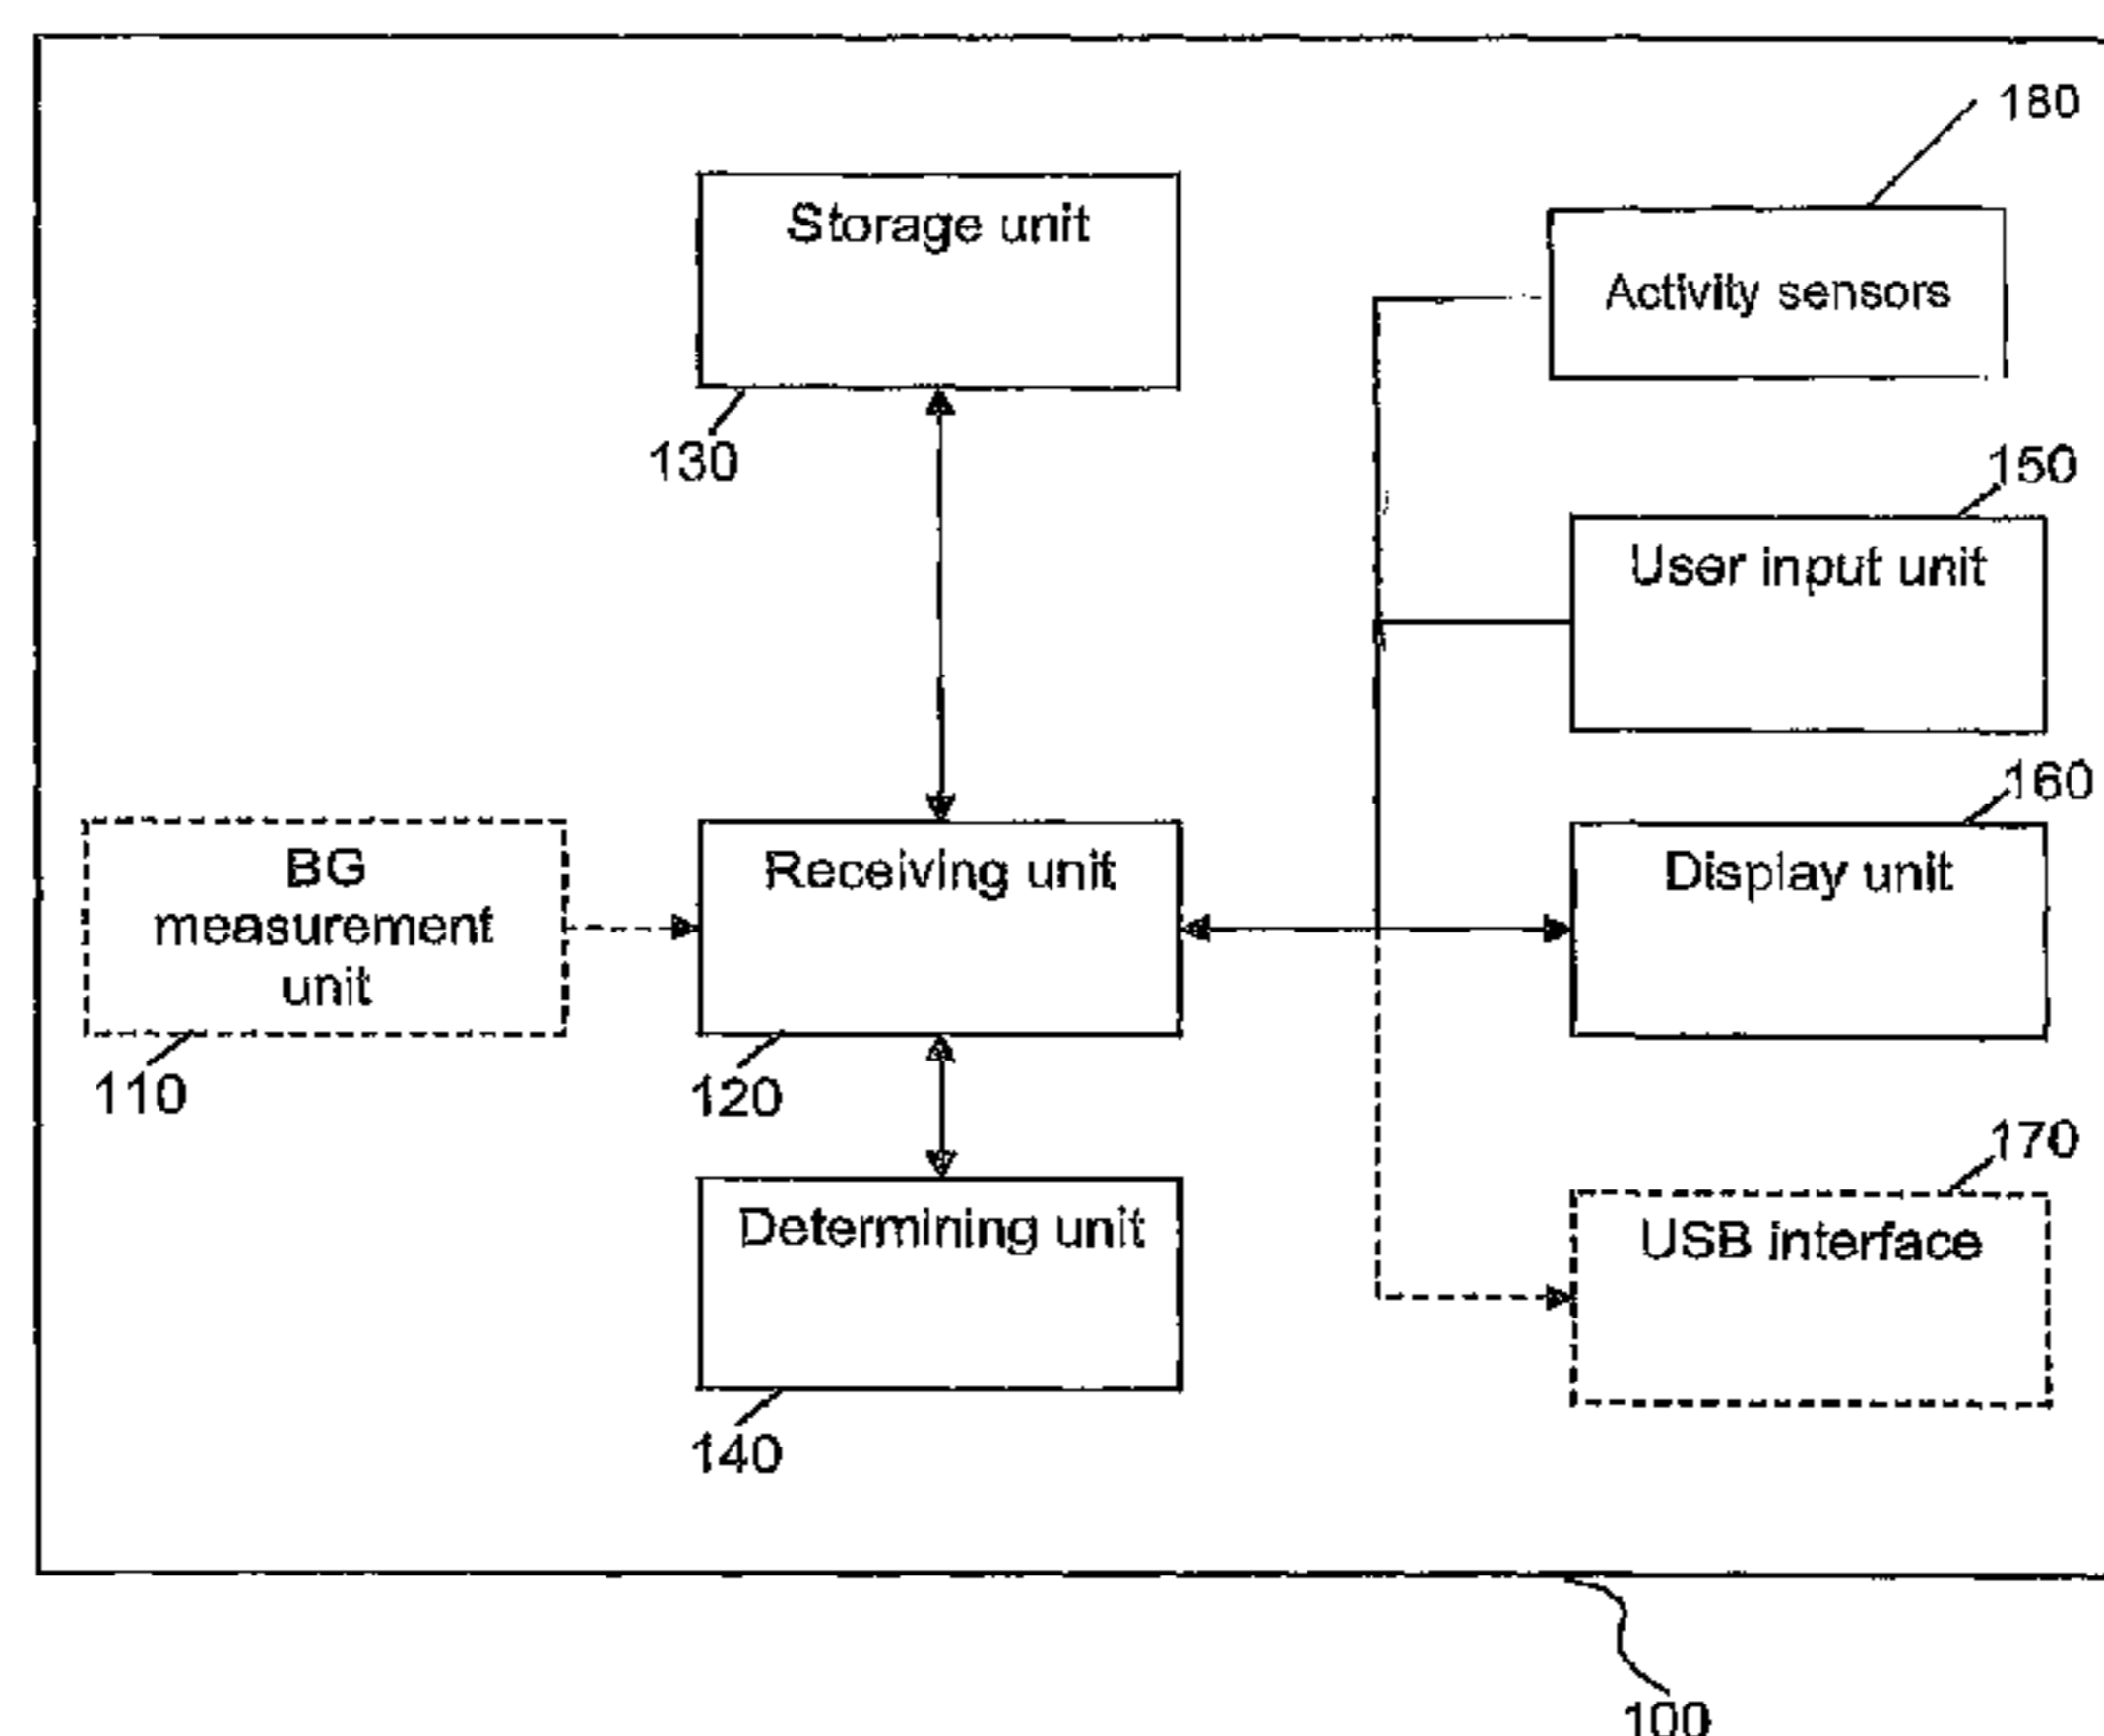 180
Storage unit
Activity sensors
130
150
User input unit
160
BG
measurement
unit
Receiving unit
Display unit
110
120
170
Determining unit
USB interface
140
100